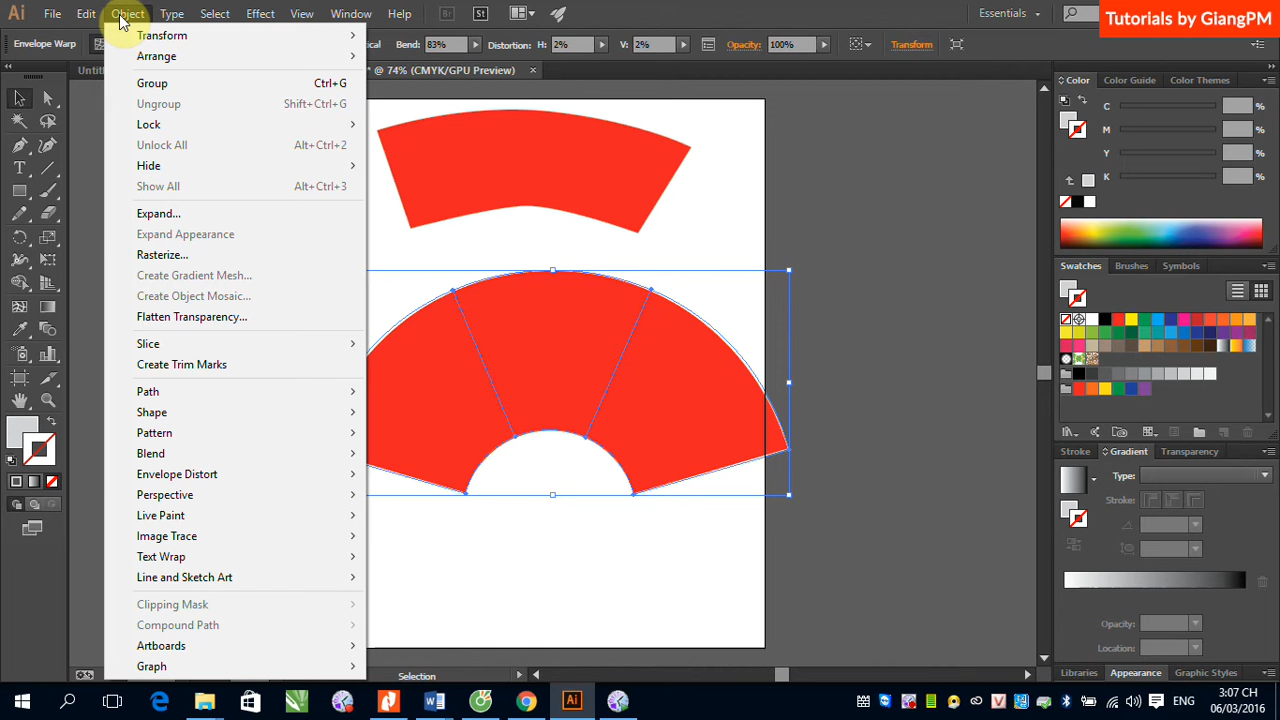 Ai File Edit Object Type Select Effect View Window Help Br St Essentials
Tutorials by GiangPM
Envelope Warp Bend: 83% Distortion: H: 2% V: 2% Opacity: 100% Transform
* @ 74% (CMYK/GPU Preview) ×
Transform
Arrange
Group Ctrl+G
Ungroup Shift+Ctrl+G
Lock
Unlock All Alt+Ctrl+2
Hide
Show All Alt+Ctrl+3
Expand...
Expand Appearance
Rasterize...
Create Gradient Mesh...
Create Object Mosaic...
Flatten Transparency...
Slice
Create Trim Marks
Path
Shape
Pattern
Blend
Envelope Distort
Perspective
Live Paint
Image Trace
Text Wrap
Line and Sketch Art
Clipping Mask
Compound Path
Artboards
Graph
Color Color Guide Color Themes
C %
M %
Y %
K %
Swatches Brushes Symbols
Stroke Gradient Transparency
Type:
Stroke:
Opacity:
Location:
Libraries Appearance Graphic Styles
Selection
ENG
3:07 CH
06/03/2016